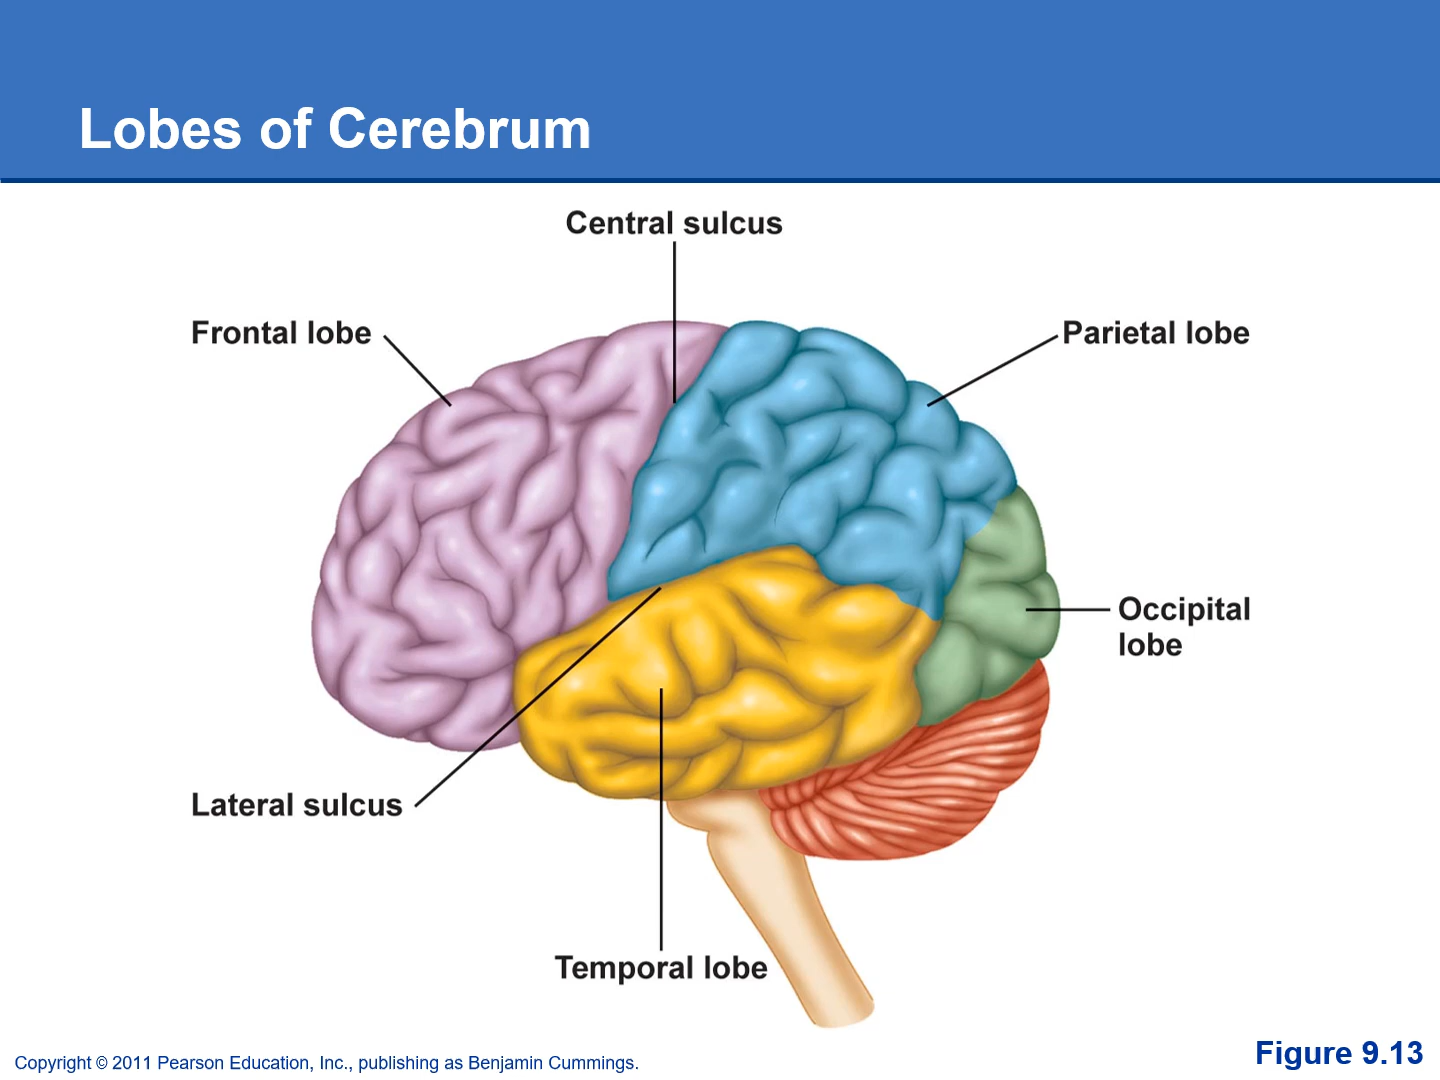 Lobes of Cerebrum
Central sulcus
Frontal lobe
Parietal lobe
Occipital
lobe
Lateral sulcus
Temporal lobe
Copyright © 2011 Pearson Education, Inc., publishing as Benjamin Cummings.
Figure 9.13